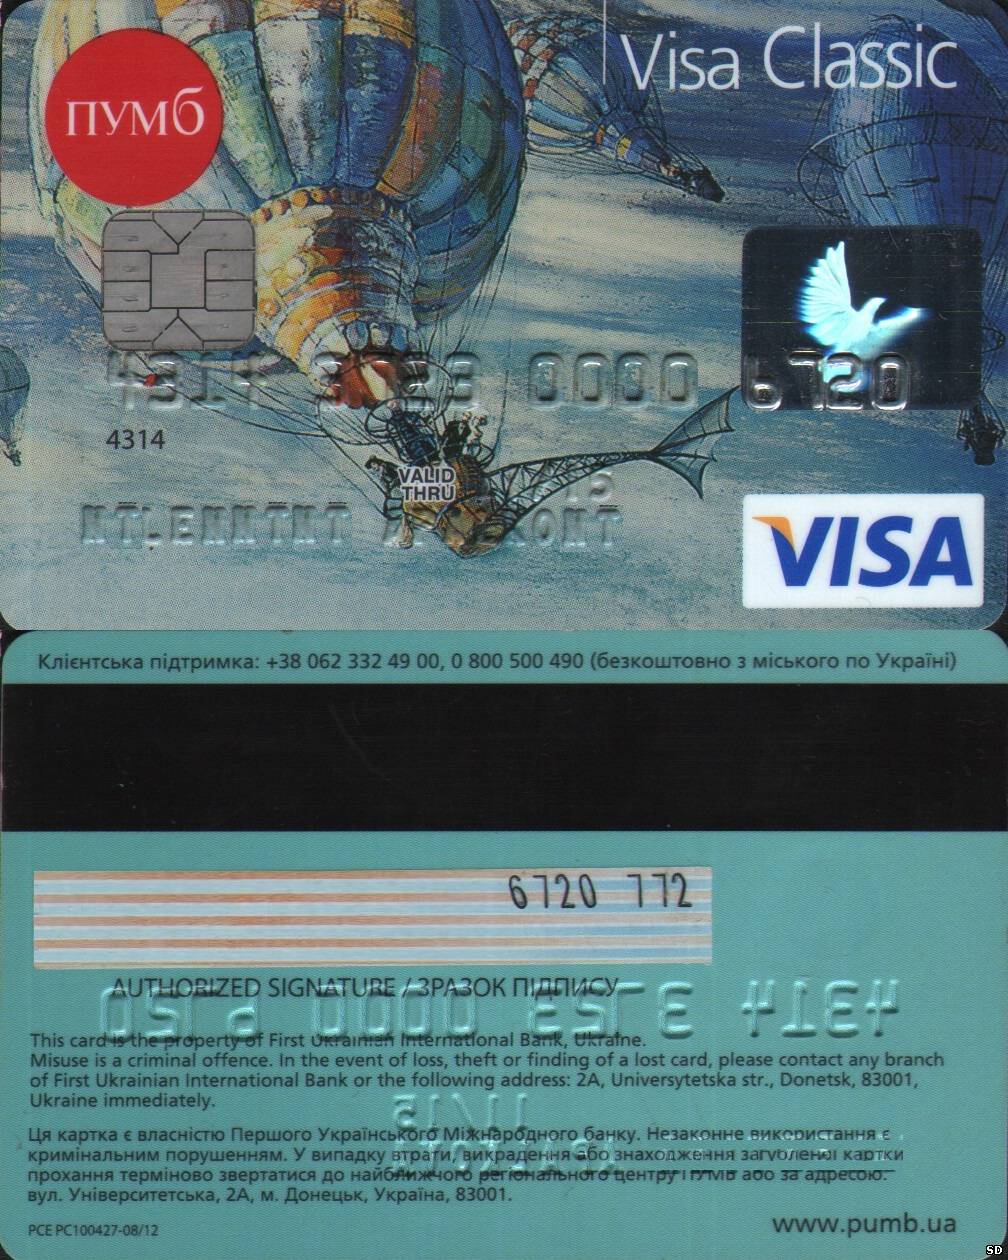 ПУМБ
Visa Classic
4314 0000 6720
4314
VALID
THRU
VISA
Клієнтська підтримка: +38 062 332 49 00, 0 800 500 490 (безкоштовно з міського по Україні)
6720 772
AUTHORIZED SIGNATURE / ЗРАЗОК ПІДПИСУ
This card is the property of First Ukrainian International Bank, Ukraine.
Misuse is a criminal offence. In the event of loss, theft or finding of a lost card, please contact any branch
of First Ukrainian International Bank or the following address: 2A, Universytetska str., Donetsk, 83001,
Ukraine immediately.
Ця картка є власністю Першого Українського Міжнародного банку. Незаконне використання є
кримінальним порушенням. У випадку втрати, викрадення або знаходження загубленої картки
прохання терміново звертатися до найближчого регіонального центру ПУМБ або за адресою:
вул. Університетська, 2А, м. Донецьк, Україна, 83001.
PCE PC100427-08/12
www.pumb.ua
SD